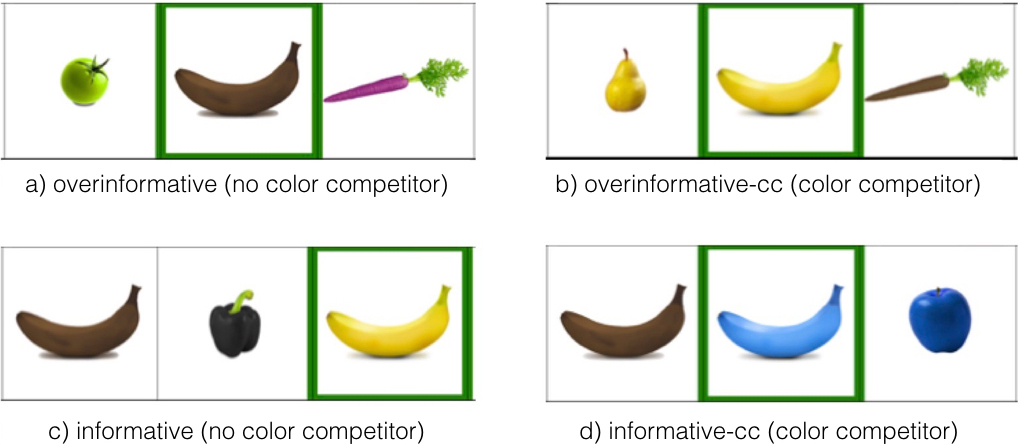 a) overinformative (no color competitor)
b) overinformative-cc (color competitor)
c) informative (no color competitor)
d) informative-cc (color competitor)